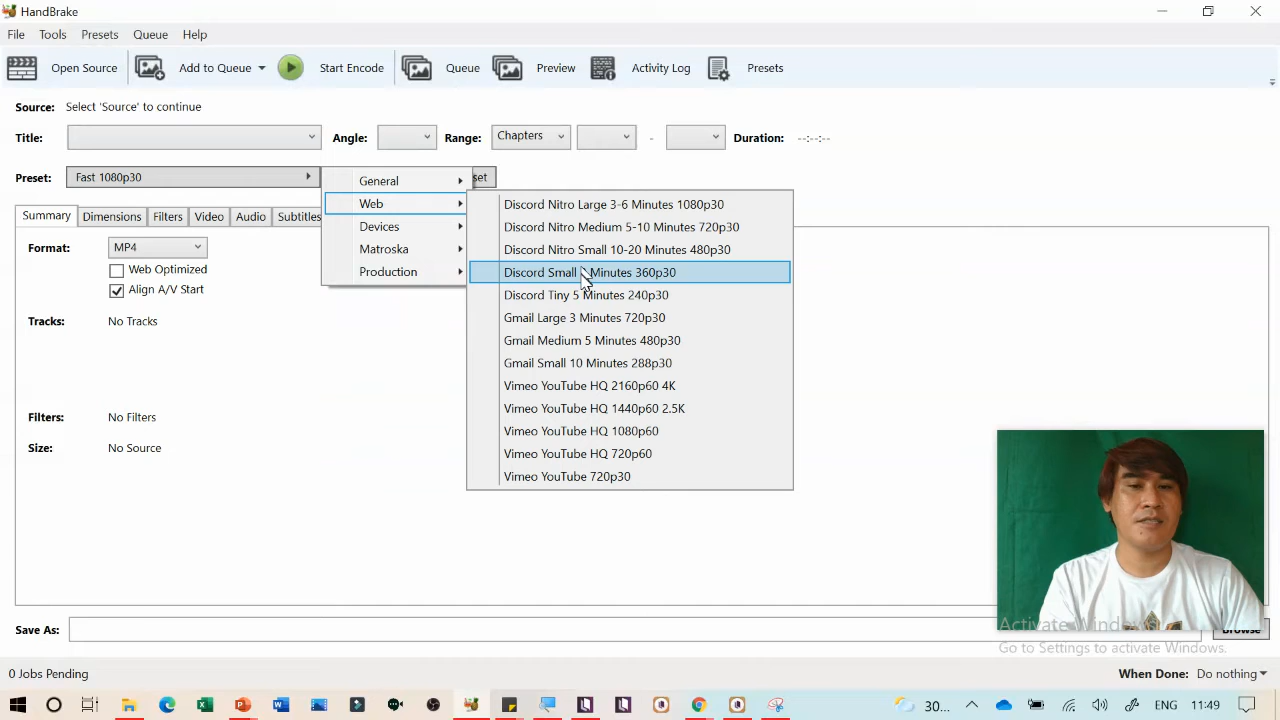 HandBrake
File Tools Presets Queue Help
Open Source Add to Queue Start Encode Queue Preview Activity Log Presets
Source: Select 'Source' to continue
Title: Angle: Range: Chapters - Duration: --:--:--
Preset: Fast 1080p30
General
Web
Devices
Matroska
Production
Discord Nitro Large 3-6 Minutes 1080p30
Discord Nitro Medium 5-10 Minutes 720p30
Discord Nitro Small 10-20 Minutes 480p30
Discord Small Minutes 360p30
Discord Tiny 5 Minutes 240p30
Gmail Large 3 Minutes 720p30
Gmail Medium 5 Minutes 480p30
Gmail Small 10 Minutes 288p30
Vimeo YouTube HQ 2160p60 4K
Vimeo YouTube HQ 1440p60 2.5K
Vimeo YouTube HQ 1080p60
Vimeo YouTube HQ 720p60
Vimeo YouTube 720p30
Summary Dimensions Filters Video Audio Subtitles
Format: MP4
Web Optimized
Align A/V Start
Tracks: No Tracks
Filters: No Filters
Size: No Source
Save As: Browse
Activate Windows
Go to Settings to activate Windows.
0 Jobs Pending When Done: Do nothing
30... ENG 11:49